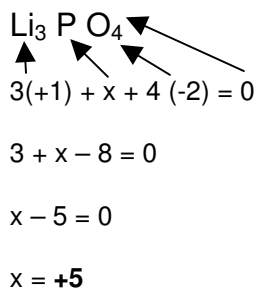 Li₃ P O₄
3(+1) + x + 4 (-2) = 0
3 + x – 8 = 0
x – 5 = 0
x = +5